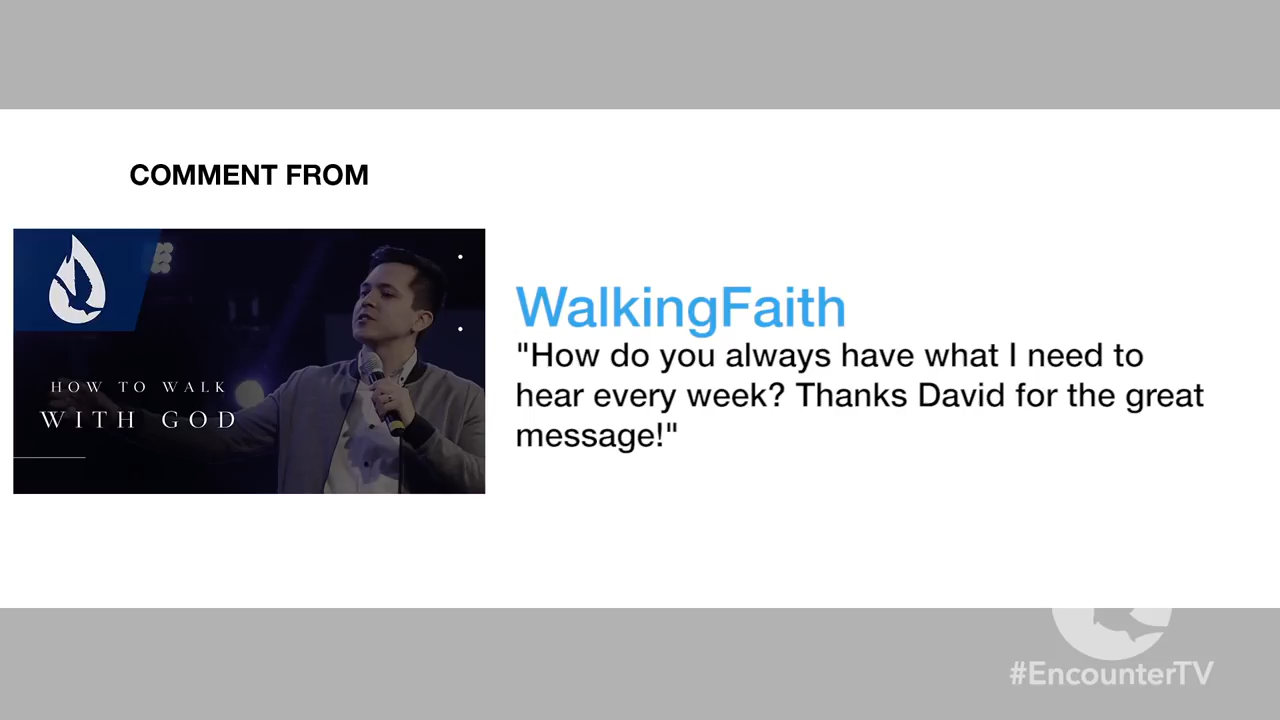 COMMENT FROM
HOW TO WALK
WITH GOD
WalkingFaith
"How do you always have what I need to
hear every week? Thanks David for the great
message!"
#EncounterTV